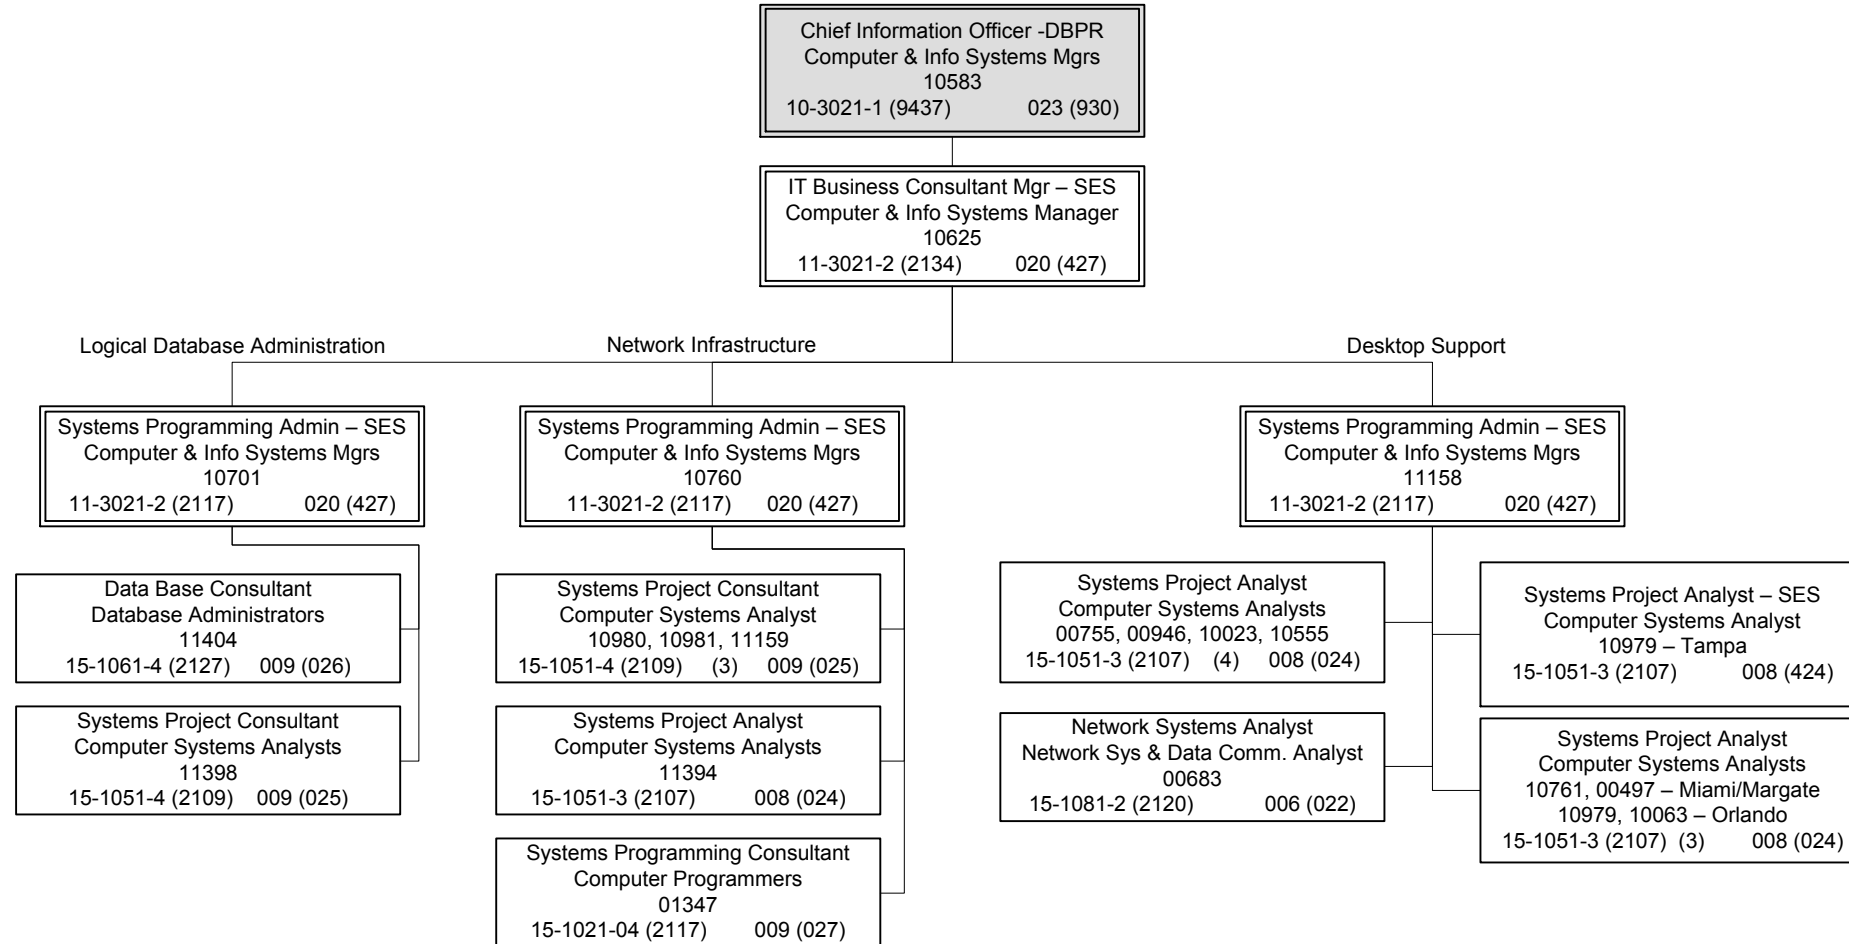 Chief Information Officer -DBPR
Computer & Info Systems Mgrs
10583
10-3021-1 (9437) 023 (930)
IT Business Consultant Mgr – SES
Computer & Info Systems Manager
10625
11-3021-2 (2134) 020 (427)
Logical Database Administration
Network Infrastructure
Desktop Support
Systems Programming Admin – SES
Computer & Info Systems Mgrs
10701
11-3021-2 (2117) 020 (427)
Systems Programming Admin – SES
Computer & Info Systems Mgrs
10760
11-3021-2 (2117) 020 (427)
Systems Programming Admin – SES
Computer & Info Systems Mgrs
11158
11-3021-2 (2117) 020 (427)
Data Base Consultant
Database Administrators
11404
15-1061-4 (2127) 009 (026)
Systems Project Consultant
Computer Systems Analysts
11398
15-1051-4 (2109) 009 (025)
Systems Project Consultant
Computer Systems Analyst
10980, 10981, 11159
15-1051-4 (2109) (3) 009 (025)
Systems Project Analyst
Computer Systems Analysts
11394
15-1051-3 (2107) 008 (024)
Systems Programming Consultant
Computer Programmers
01347
15-1021-04 (2117) 009 (027)
Systems Project Analyst
Computer Systems Analysts
00755, 00946, 10023, 10555
15-1051-3 (2107) (4) 008 (024)
Network Systems Analyst
Network Sys & Data Comm. Analyst
00683
15-1081-2 (2120) 006 (022)
Systems Project Analyst – SES
Computer Systems Analyst
10979 – Tampa
15-1051-3 (2107) 008 (424)
Systems Project Analyst
Computer Systems Analysts
10761, 00497 – Miami/Margate
10979, 10063 – Orlando
15-1051-3 (2107) (3) 008 (024)